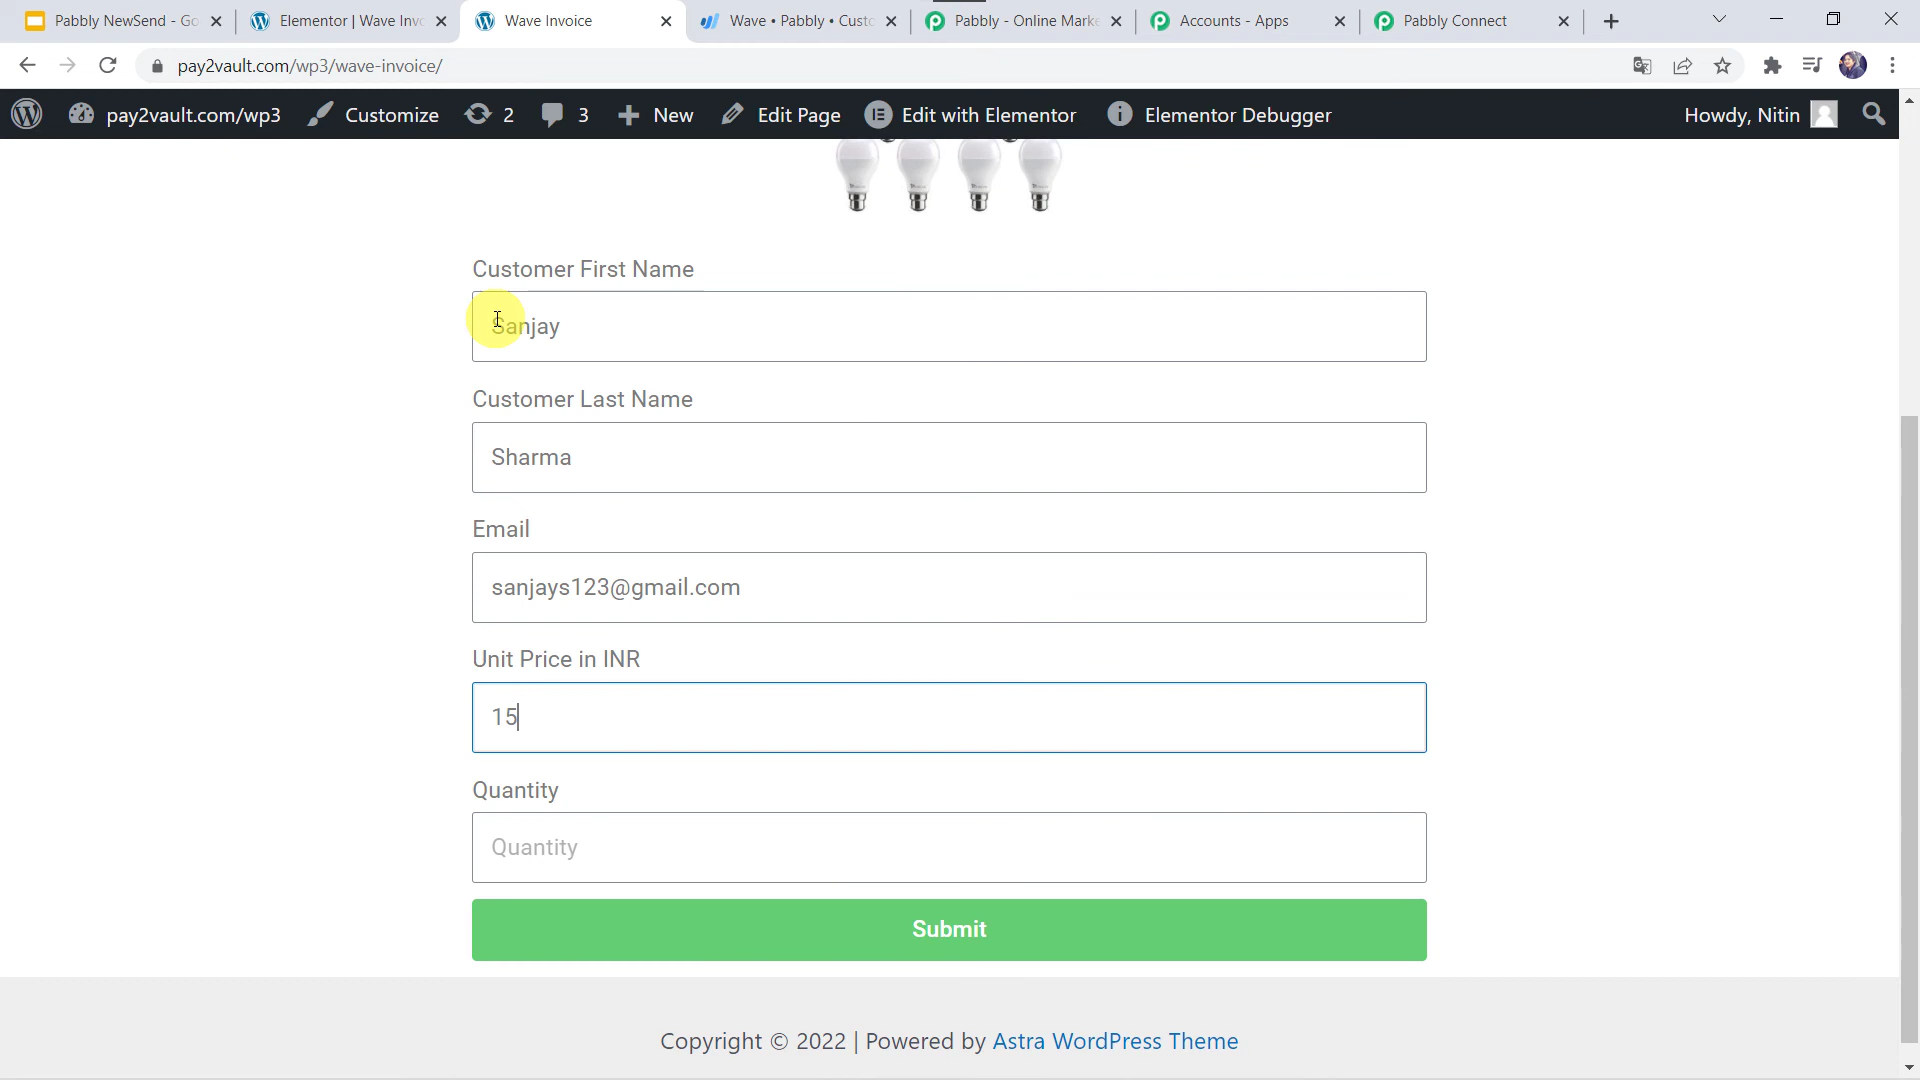 Pabbly NewSend - Go
Elementor | Wave Invo
Wave Invoice
Wave • Pabbly • Custo
Pabbly - Online Marke
Accounts - Apps
Pabbly Connect
pay2vault.com/wp3/wave-invoice/
pay2vault.com/wp3
Customize
2
3
New
Edit Page
Edit with Elementor
Elementor Debugger
Howdy, Nitin
Customer First Name
Sanjay
Customer Last Name
Sharma
Email
sanjays123@gmail.com
Unit Price in INR
15
Quantity
Quantity
Submit
Copyright © 2022 | Powered by Astra WordPress Theme